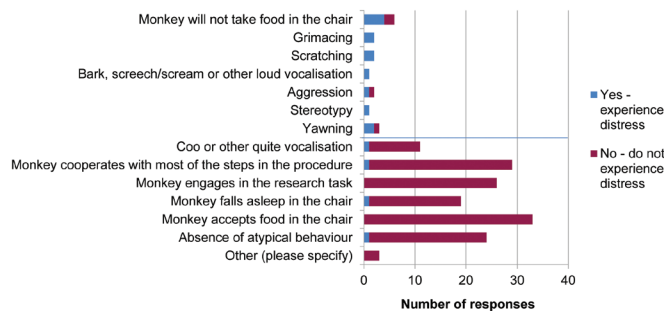 Monkey will not take food in the chair
Grimacing
Scratching
Bark, screech/scream or other loud vocalisation
Aggression
Stereotypy
Yawning
Coo or other quite vocalisation
Monkey cooperates with most of the steps in the procedure
Monkey engages in the research task
Monkey falls asleep in the chair
Monkey accepts food in the chair
Absence of atypical behaviour
Other (please specify)
0 10 20 30 40
Number of responses
Yes -
experience
distress
No - do not
experience
distress